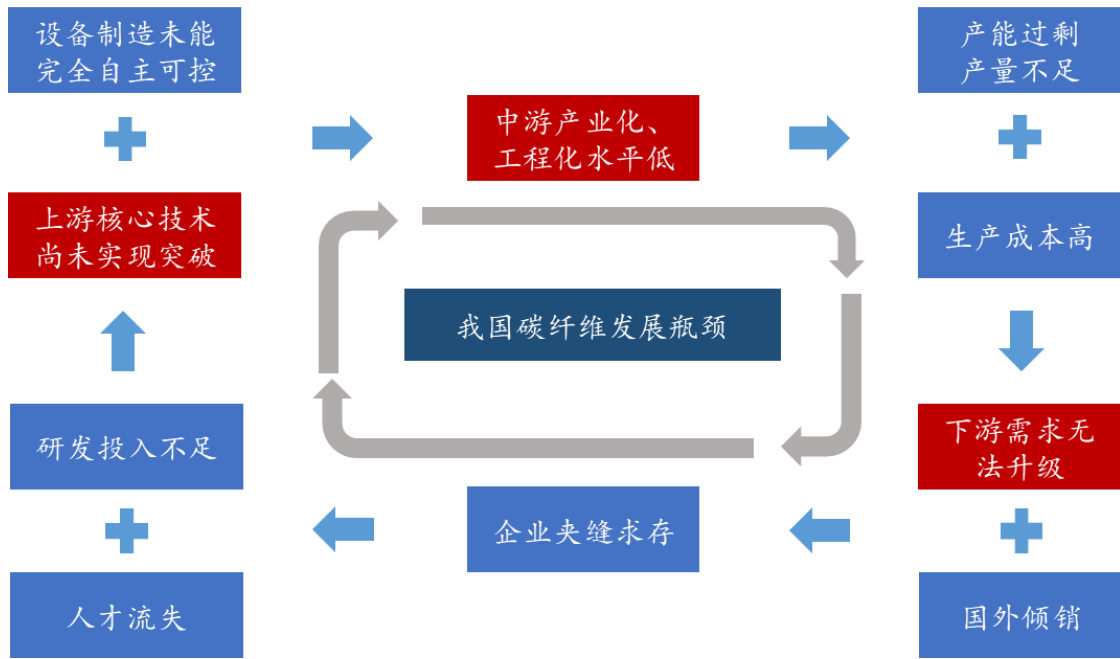 设备制造未能
完全自主可控
产能过剩
产量不足
中游产业化、
工程化水平低
上游核心技术
尚未实现突破
生产成本高
我国碳纤维发展瓶颈
研发投入不足
下游需求无
法升级
企业夹缝求存
人才流失
国外倾销